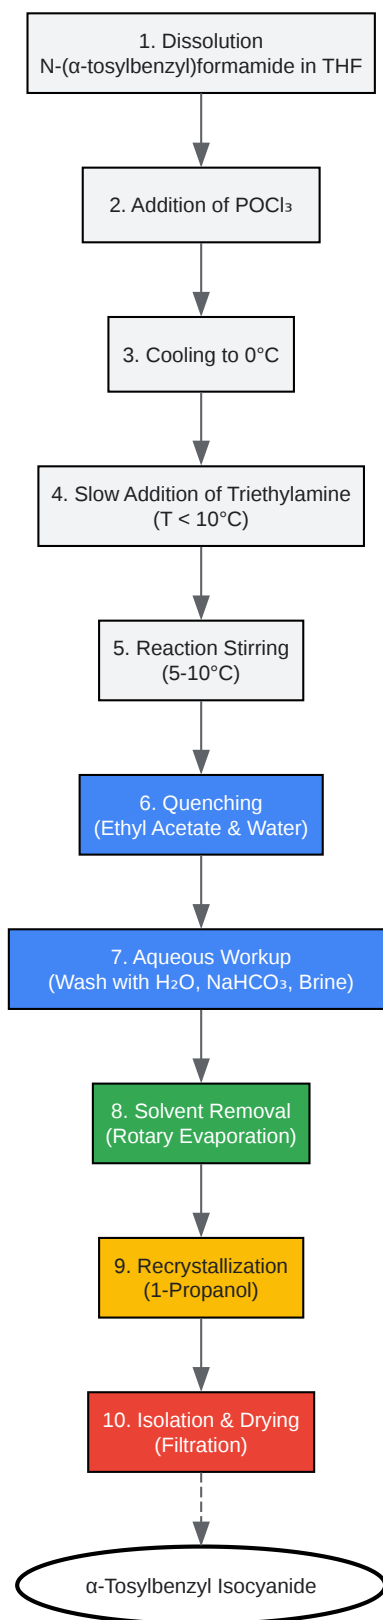 1. Dissolution
N-(α-tosylbenzyl)formamide in THF
2. Addition of POCl₃
3. Cooling to 0°C
4. Slow Addition of Triethylamine
(T < 10°C)
5. Reaction Stirring
(5-10°C)
6. Quenching
(Ethyl Acetate & Water)
7. Aqueous Workup
(Wash with H₂O, NaHCO₃, Brine)
8. Solvent Removal
(Rotary Evaporation)
9. Recrystallization
(1-Propanol)
10. Isolation & Drying
(Filtration)
α-Tosylbenzyl Isocyanide